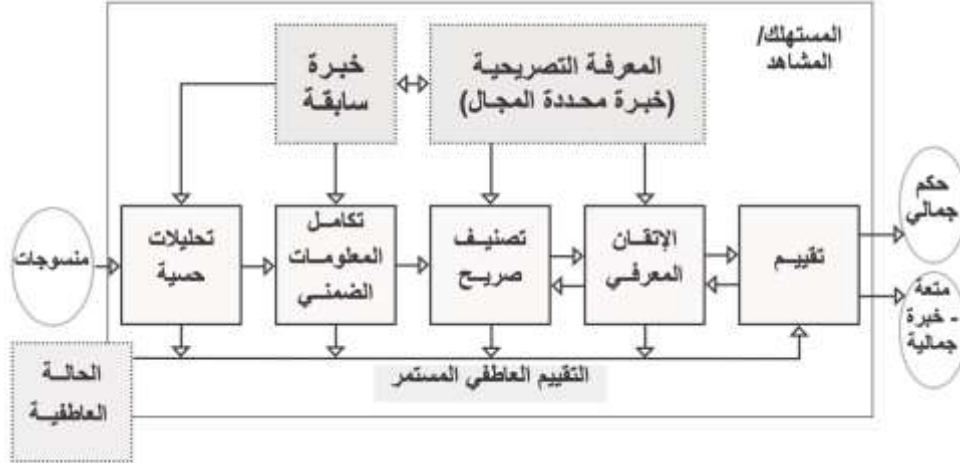 المستهلك/
المشاهد
المعرفة التصريحية
(خبرة محددة المجال)
خبرة
سابقة
منسوجات
تحليلات
حسية
تكامل
المعلومات
الضمني
تصنيف
صريح
الإتقان
المعرفي
تقييم
حكم
جمالي
متعة
- خبرة
جمالية
الحالة
العاطفية
التقييم العاطفي المستمر